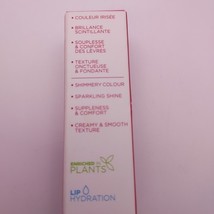 • COULEUR IRISÉE
• BRILLANCE
SCINTILLANTE
• SOUPLESSE
& CONFORT
DES LÈVRES
• TEXTURE
ONCTUEUSE
& FONDANTE
• SHIMMERY COLOUR
• SPARKLING SHINE
• SUPPLENESS
& COMFORT
• CREAMY & SMOOTH
TEXTURE
ENRICHED
PLANTS
LIP
HYDRATION